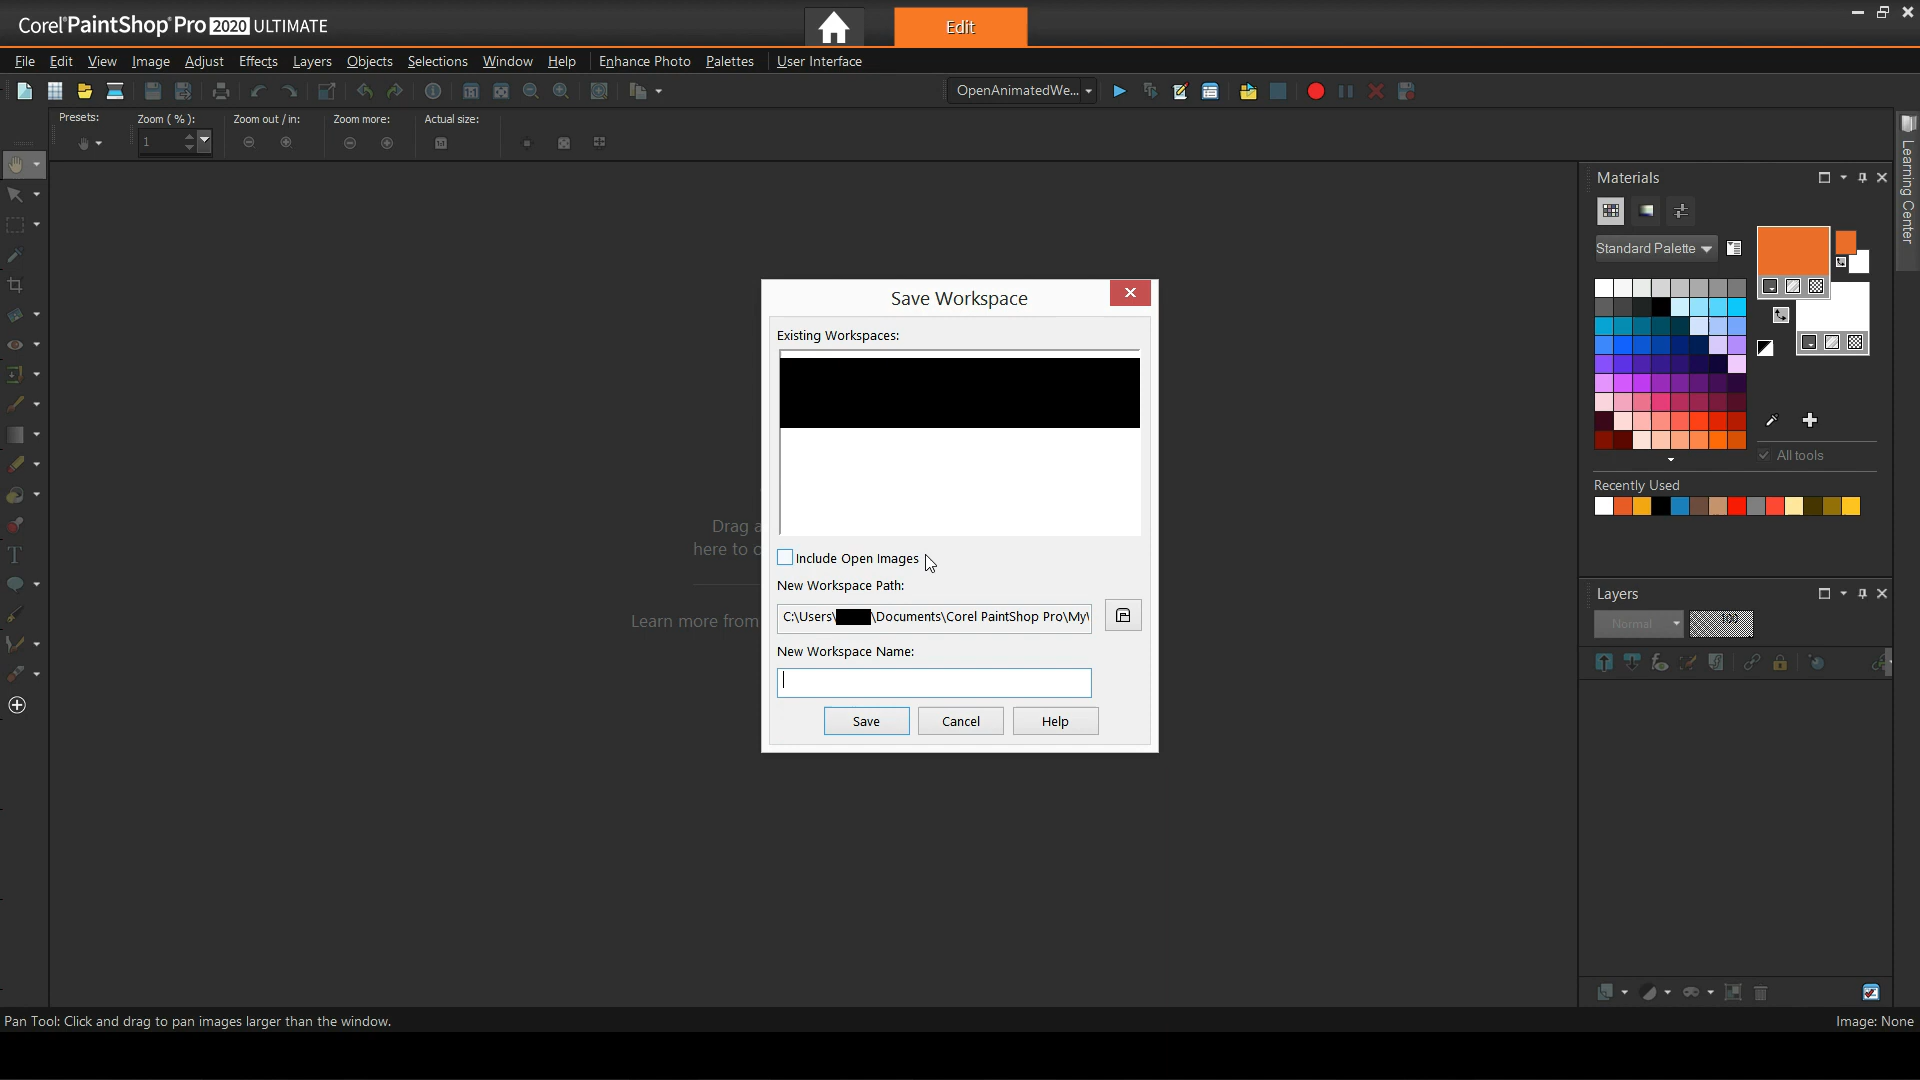 Corel PaintShop Pro 2020 ULTIMATE
Edit
File Edit View Image Adjust Effects Layers Objects Selections Window Help Enhance Photo Palettes User Interface
OpenAnimatedWe...
Presets: Zoom ( % ): Zoom out / in: Zoom more: Actual size:
1
Learning Center
Materials
Standard Palette
All tools
Recently Used
Drag a
here to
Learn more from
Save Workspace
Existing Workspaces:
Include Open Images
New Workspace Path:
C:\Users\ \Documents\Corel PaintShop Pro\My\
New Workspace Name:
Save Cancel Help
Layers
Normal 100
Pan Tool: Click and drag to pan images larger than the window.
Image: None